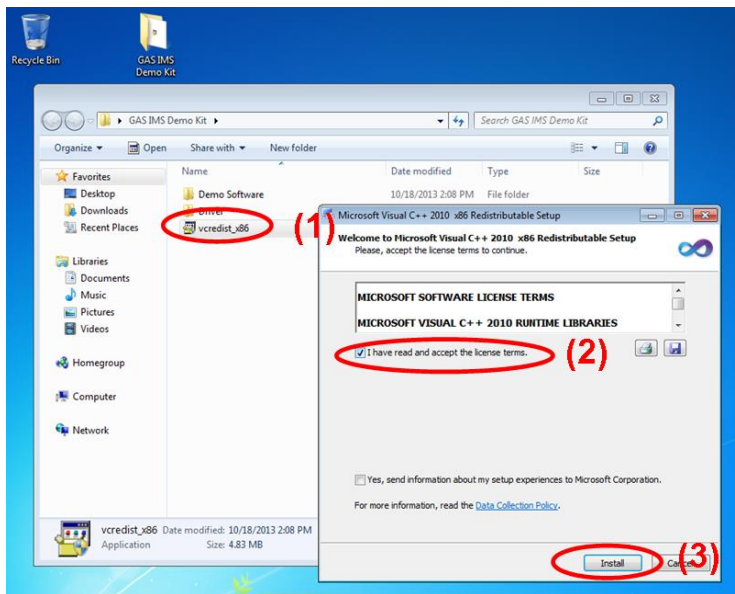 Recycle Bin
GAS IMS
Demo Kit
GAS IMS Demo Kit
Search GAS IMS Demo Kit
Organize
Open
Share with
New folder
Name
Date modified
Type
Size
Favorites
Desktop
Downloads
Recent Places
Libraries
Documents
Music
Pictures
Videos
Homegroup
Computer
Network
Demo Software
10/18/2013 2:08 PM
File folder
Driver
vcredist_x86
(1)
Microsoft Visual C++ 2010 x86 Redistributable Setup
Welcome to Microsoft Visual C++ 2010 x86 Redistributable Setup
Please, accept the license terms to continue.
MICROSOFT SOFTWARE LICENSE TERMS
MICROSOFT VISUAL C++ 2010 RUNTIME LIBRARIES
I have read and accept the license terms.
(2)
Yes, send information about my setup experiences to Microsoft Corporation.
For more information, read the Data Collection Policy.
Install
Cancel
(3)
vcredist_x86 Date modified: 10/18/2013 2:08 PM
Application Size: 4.83 MB